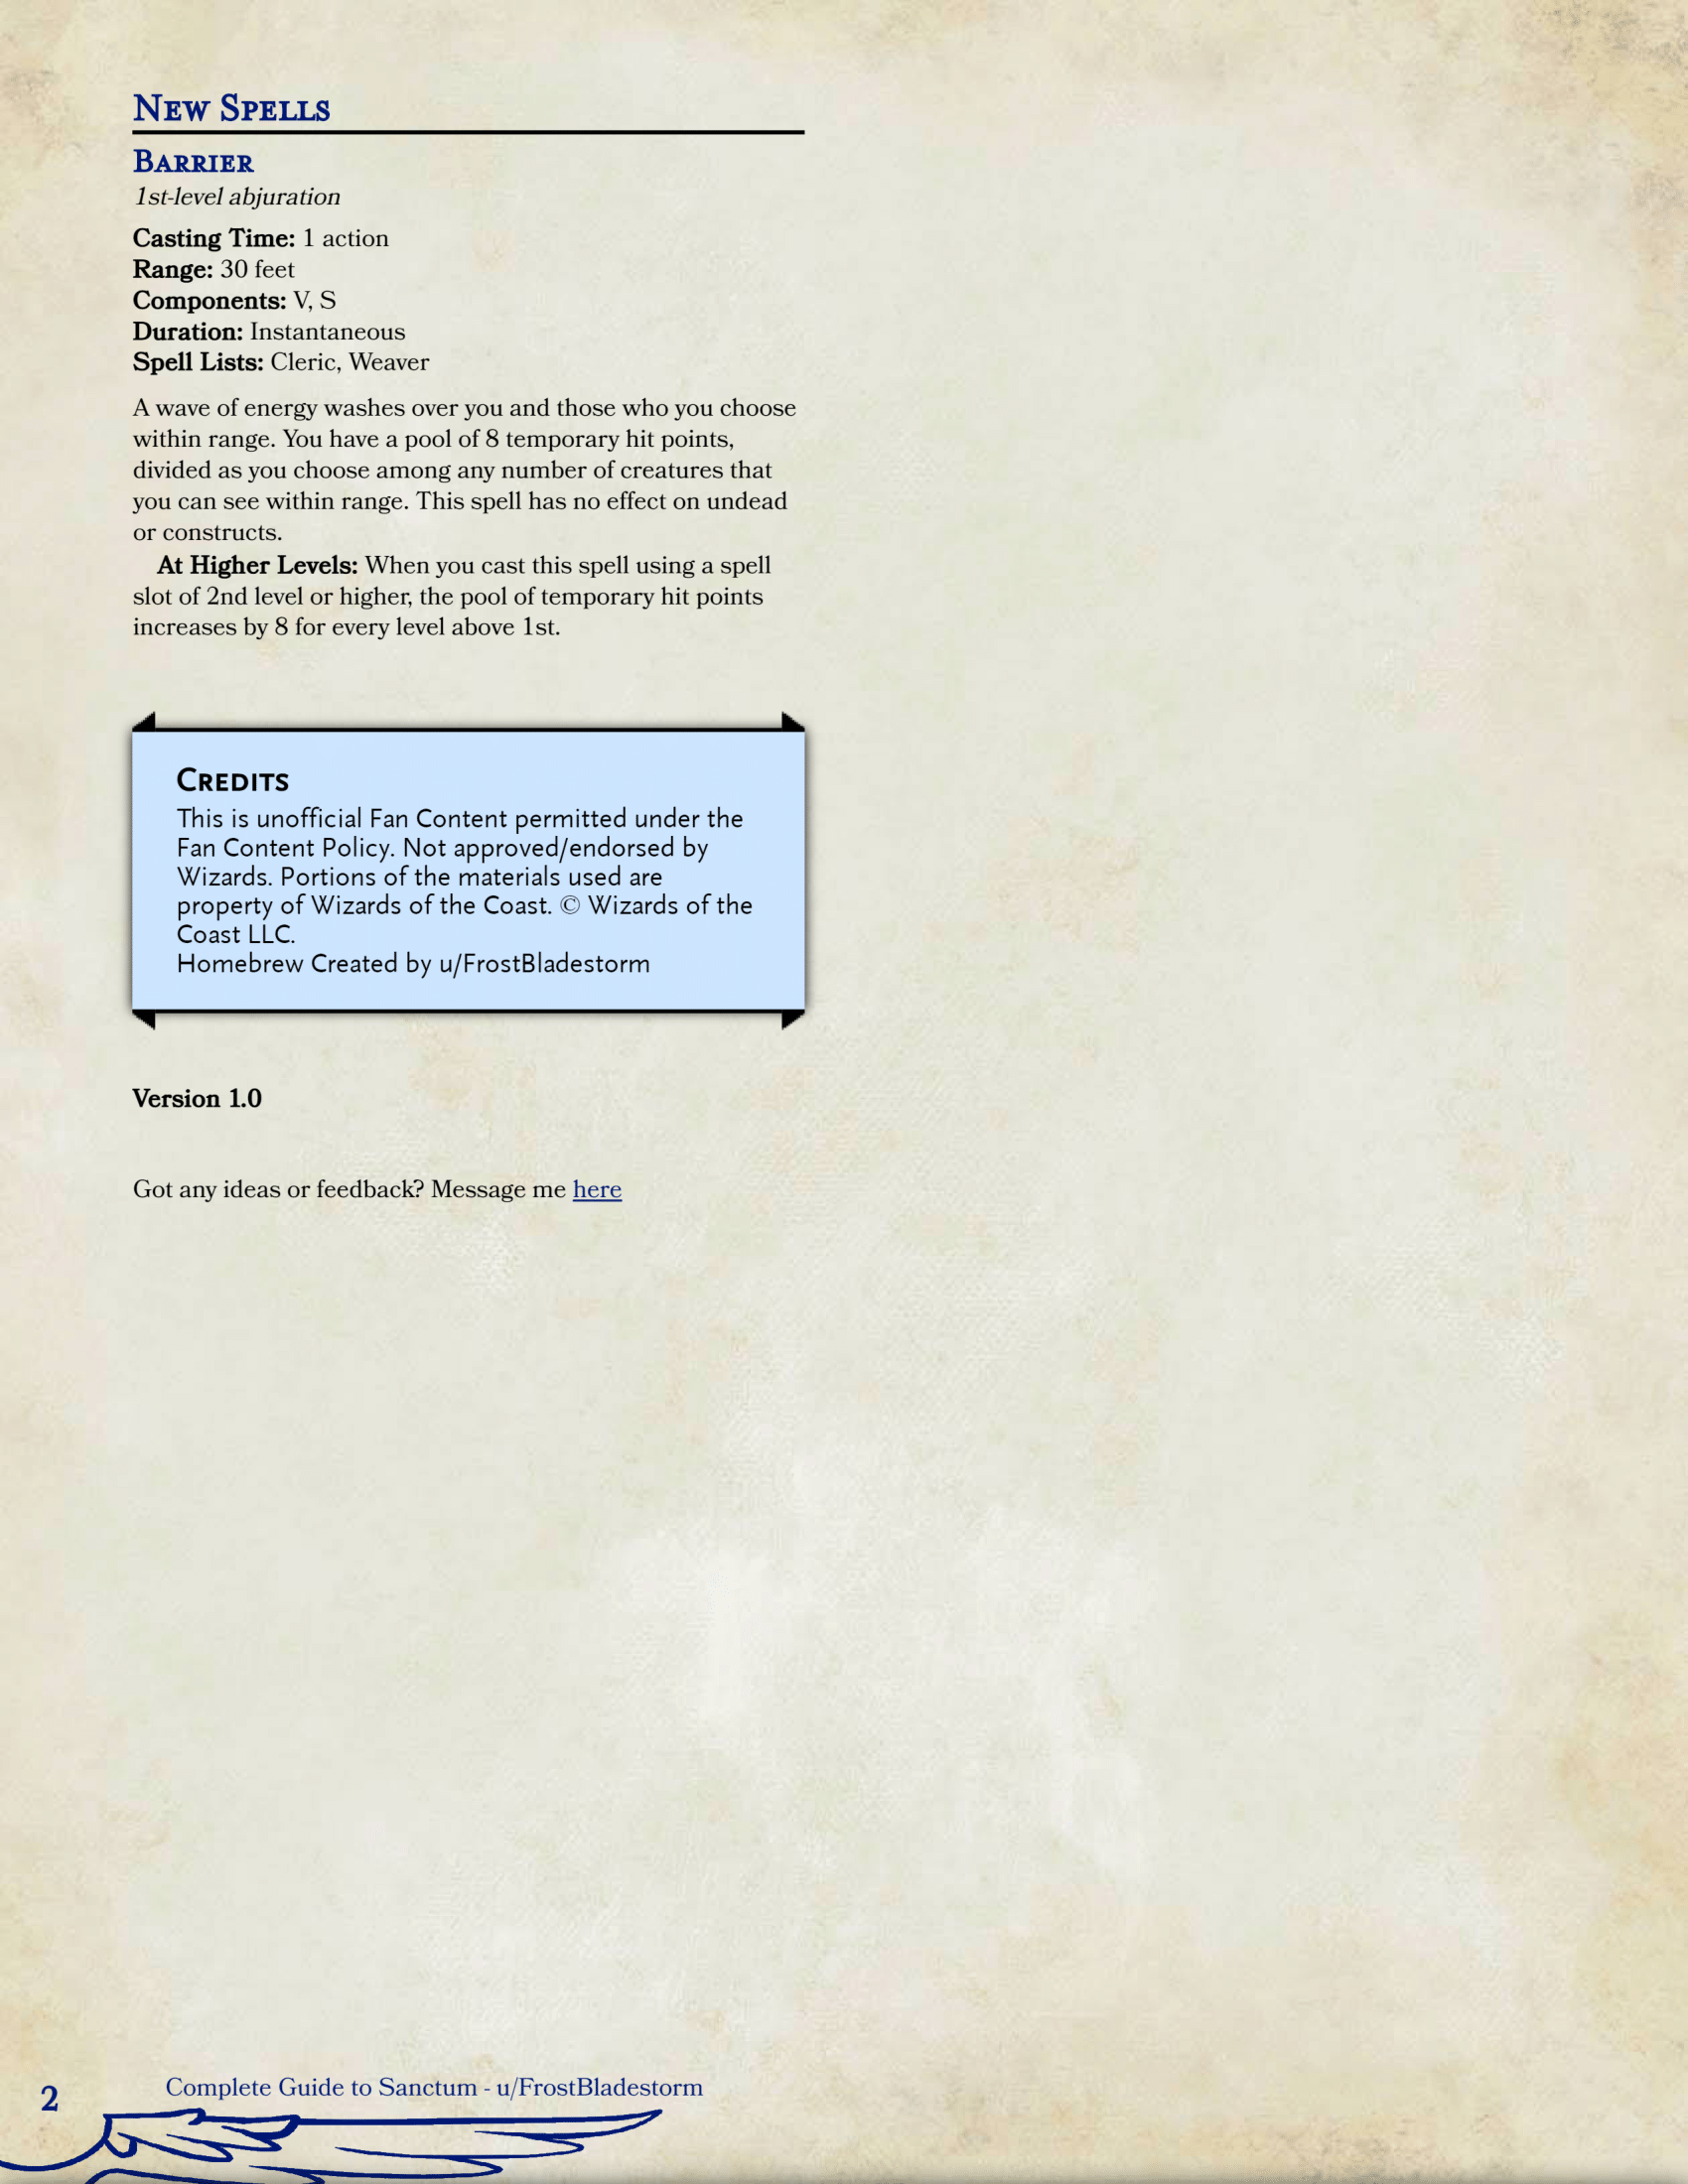 New Spells
Barrier
1st-level abjuration
Casting Time: 1 action
Range: 30 feet
Components: V, S
Duration: Instantaneous
Spell Lists: Cleric, Weaver
A wave of energy washes over you and those who you choose
within range. You have a pool of 8 temporary hit points,
divided as you choose among any number of creatures that
you can see within range. This spell has no effect on undead
or constructs.
At Higher Levels: When you cast this spell using a spell
slot of 2nd level or higher, the pool of temporary hit points
increases by 8 for every level above 1st.
Credits
This is unofficial Fan Content permitted under the
Fan Content Policy. Not approved/endorsed by
Wizards. Portions of the materials used are
property of Wizards of the Coast. © Wizards of the
Coast LLC.
Homebrew Created by u/FrostBladestorm
Version 1.0
Got any ideas or feedback? Message me here
2
Complete Guide to Sanctum - u/FrostBladestorm